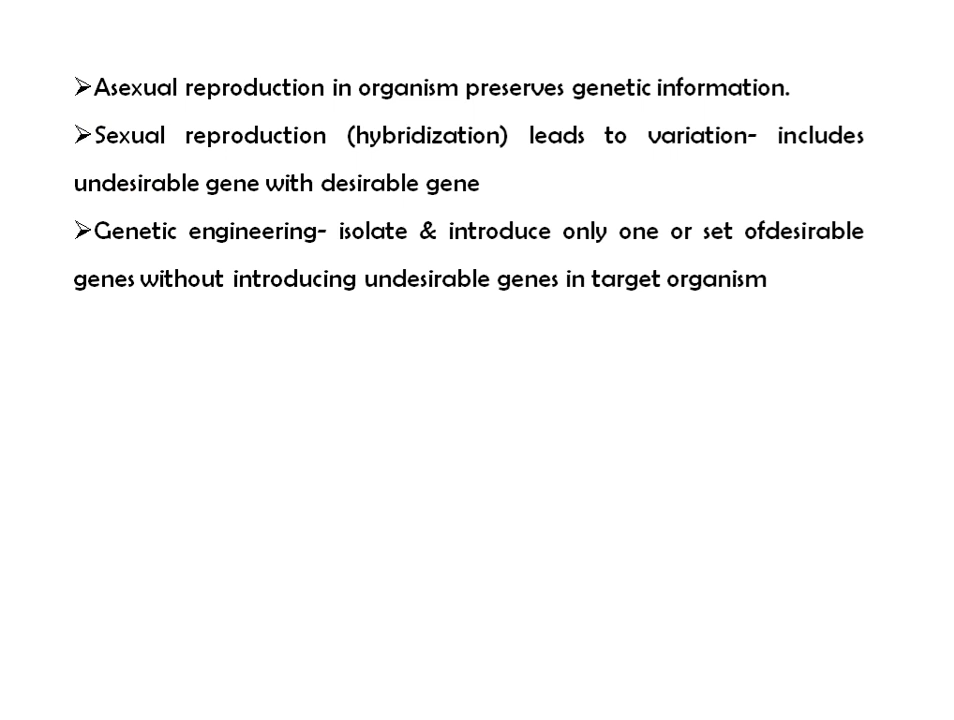 ➢Asexual reproduction in organism preserves genetic information.
➢Sexual reproduction (hybridization) leads to variation- includes
undesirable gene with desirable gene
➢Genetic engineering- isolate & introduce only one or set ofdesirable
genes without introducing undesirable genes in target organism